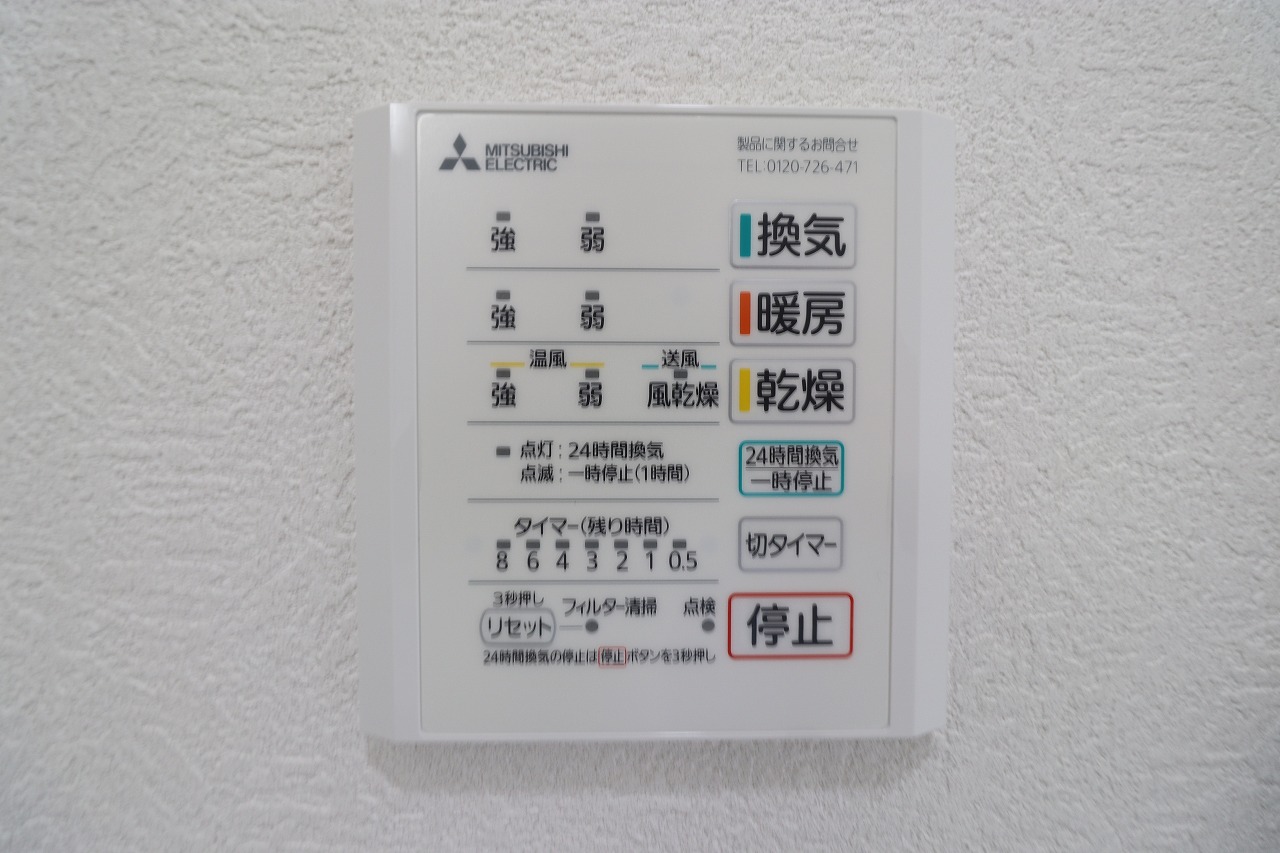 MITSUBISHI
ELECTRIC
製品に関するお問合せ
TEL:0120-726-471
強 弱 換気
強 弱 暖房
温風 送風
強 弱 風乾燥 乾燥
点灯:24時間換気
点滅:一時停止(1時間)
24時間換気
一時停止
タイマー(残り時間)
8 6 4 3 2 1 0.5
切タイマー
3秒押し
リセット
フィルター清掃 点検
停止
24時間換気の停止は停止ボタンを3秒押し